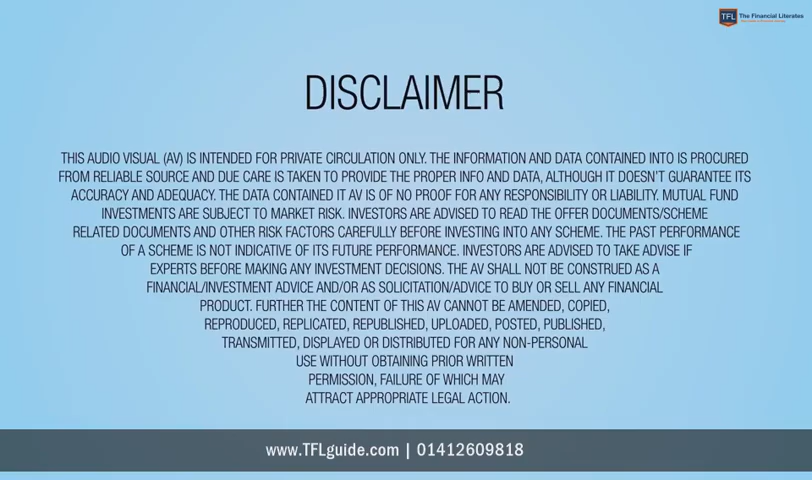 TFL The Financial Literates
DISCLAIMER
THIS AUDIO VISUAL (AV) IS INTENDED FOR PRIVATE CIRCULATION ONLY. THE INFORMATION AND DATA CONTAINED INTO IS PROCURED
FROM RELIABLE SOURCE AND DUE CARE IS TAKEN TO PROVIDE THE PROPER INFO AND DATA, ALTHOUGH IT DOESN'T GUARANTEE ITS
ACCURACY AND ADEQUACY. THE DATA CONTAINED IT AV IS OF NO PROOF FOR ANY RESPONSIBILITY OR LIABILITY. MUTUAL FUND
INVESTMENTS ARE SUBJECT TO MARKET RISK. INVESTORS ARE ADVISED TO READ THE OFFER DOCUMENTS/SCHEME
RELATED DOCUMENTS AND OTHER RISK FACTORS CAREFULLY BEFORE INVESTING INTO ANY SCHEME. THE PAST PERFORMANCE
OF A SCHEME IS NOT INDICATIVE OF ITS FUTURE PERFORMANCE. INVESTORS ARE ADVISED TO TAKE ADVISE IF
EXPERTS BEFORE MAKING ANY INVESTMENT DECISIONS. THE AV SHALL NOT BE CONSTRUED AS A
FINANCIAL/INVESTMENT ADVICE AND/OR AS SOLICITATION/ADVICE TO BUY OR SELL ANY FINANCIAL
PRODUCT. FURTHER THE CONTENT OF THIS AV CANNOT BE AMENDED, COPIED,
REPRODUCED, REPLICATED, REPUBLISHED, UPLOADED, POSTED, PUBLISHED,
TRANSMITTED, DISPLAYED OR DISTRIBUTED FOR ANY NON-PERSONAL
USE WITHOUT OBTAINING PRIOR WRITTEN
PERMISSION, FAILURE OF WHICH MAY
ATTRACT APPROPRIATE LEGAL ACTION.
www.TFLguide.com | 01412609818